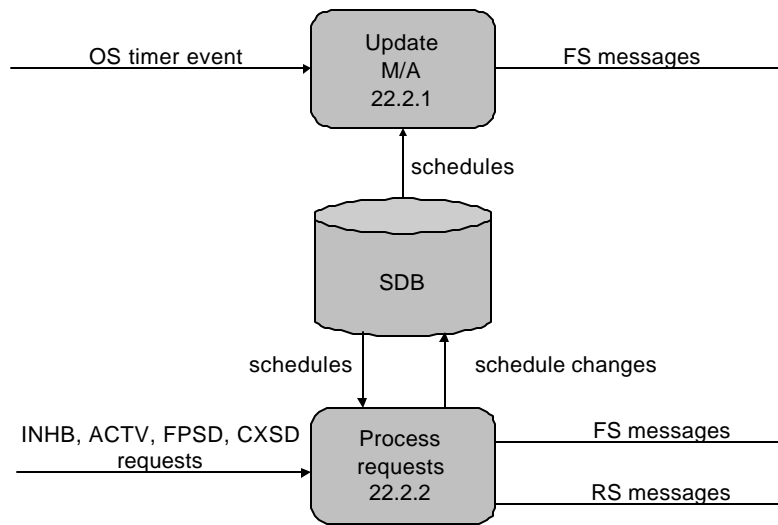 Update
M/A
22.2.1
OS timer event
FS messages
schedules
SDB
schedules
schedule changes
INHB, ACTV, FPSD, CXSD
requests
Process
requests
22.2.2
FS messages
RS messages